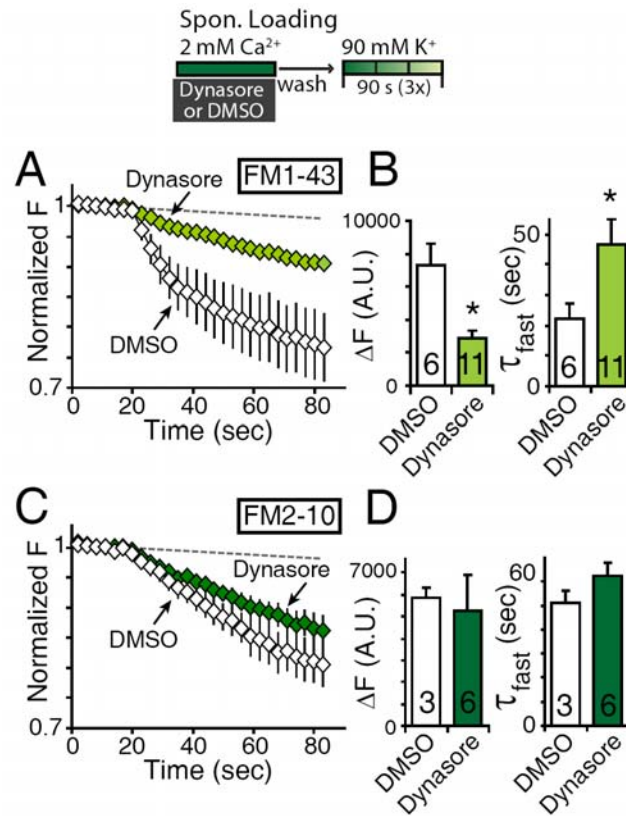 Spon. Loading
2 mM Ca²⁺
90 mM K⁺
Dynasore
or DMSO
wash
90 s (3x)
A
Dynasore
FM1-43
1
Normalized F
DMSO
0.7
0 20 40 60 80
Time (sec)
B
10000
ΔF (A.U.)
0
6 11
DMSO
Dynasore
*
50
τfast (sec)
0
6 11
DMSO
Dynasore
*
C
FM2-10
1
Normalized F
Dynasore
DMSO
0.7
0 20 40 60 80
Time (sec)
D
7000
ΔF (A.U.)
0
3 6
DMSO
Dynasore
60
τfast (sec)
0
3 6
DMSO
Dynasore